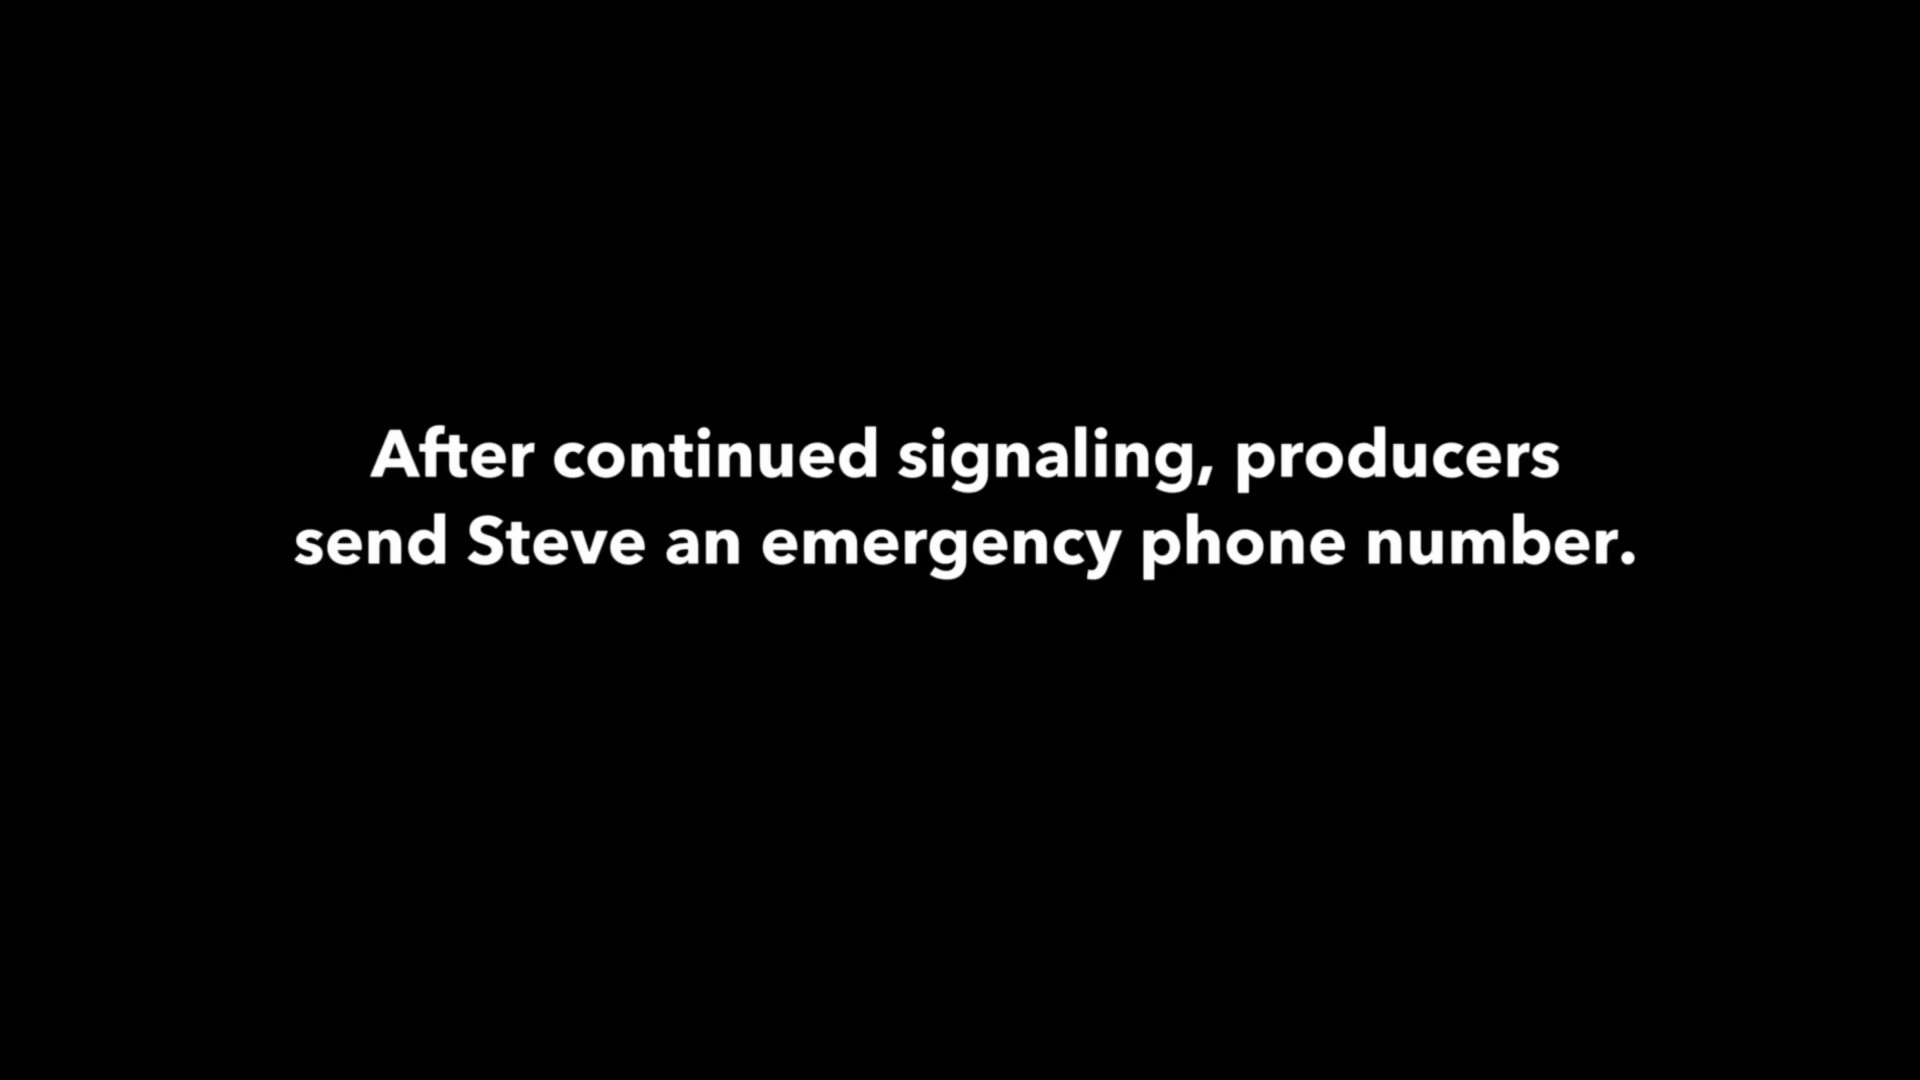 After continued signaling, producers
send Steve an emergency phone number.